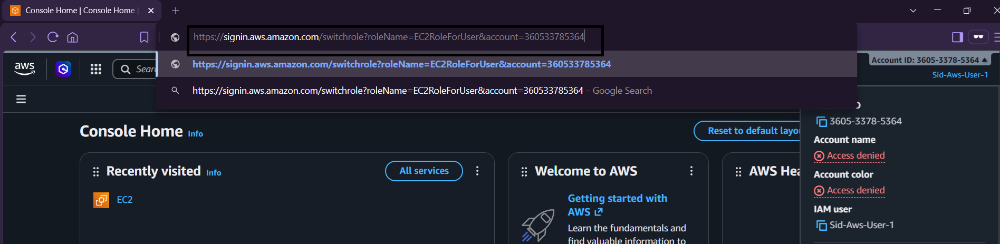 Console Home | Console Home |
https://signin.aws.amazon.com/switchrole?roleName=EC2RoleForUser&account=360533785364
https://signin.aws.amazon.com/switchrole?roleName=EC2RoleForUser&account=360533785364
https://signin.aws.amazon.com/switchrole?roleName=EC2RoleForUser&account=360533785364 - Google Search
aws
Sear
Account ID: 3605-3378-5364
Sid-Aws-User-1
3605-3378-5364
Account name
Access denied
Account color
Access denied
IAM user
Sid-Aws-User-1
Console Home Info
Reset to default layou
Recently visited Info
All services
EC2
Welcome to AWS
Getting started with
AWS
Learn the fundamentals and
find valuable information to
AWS Hea